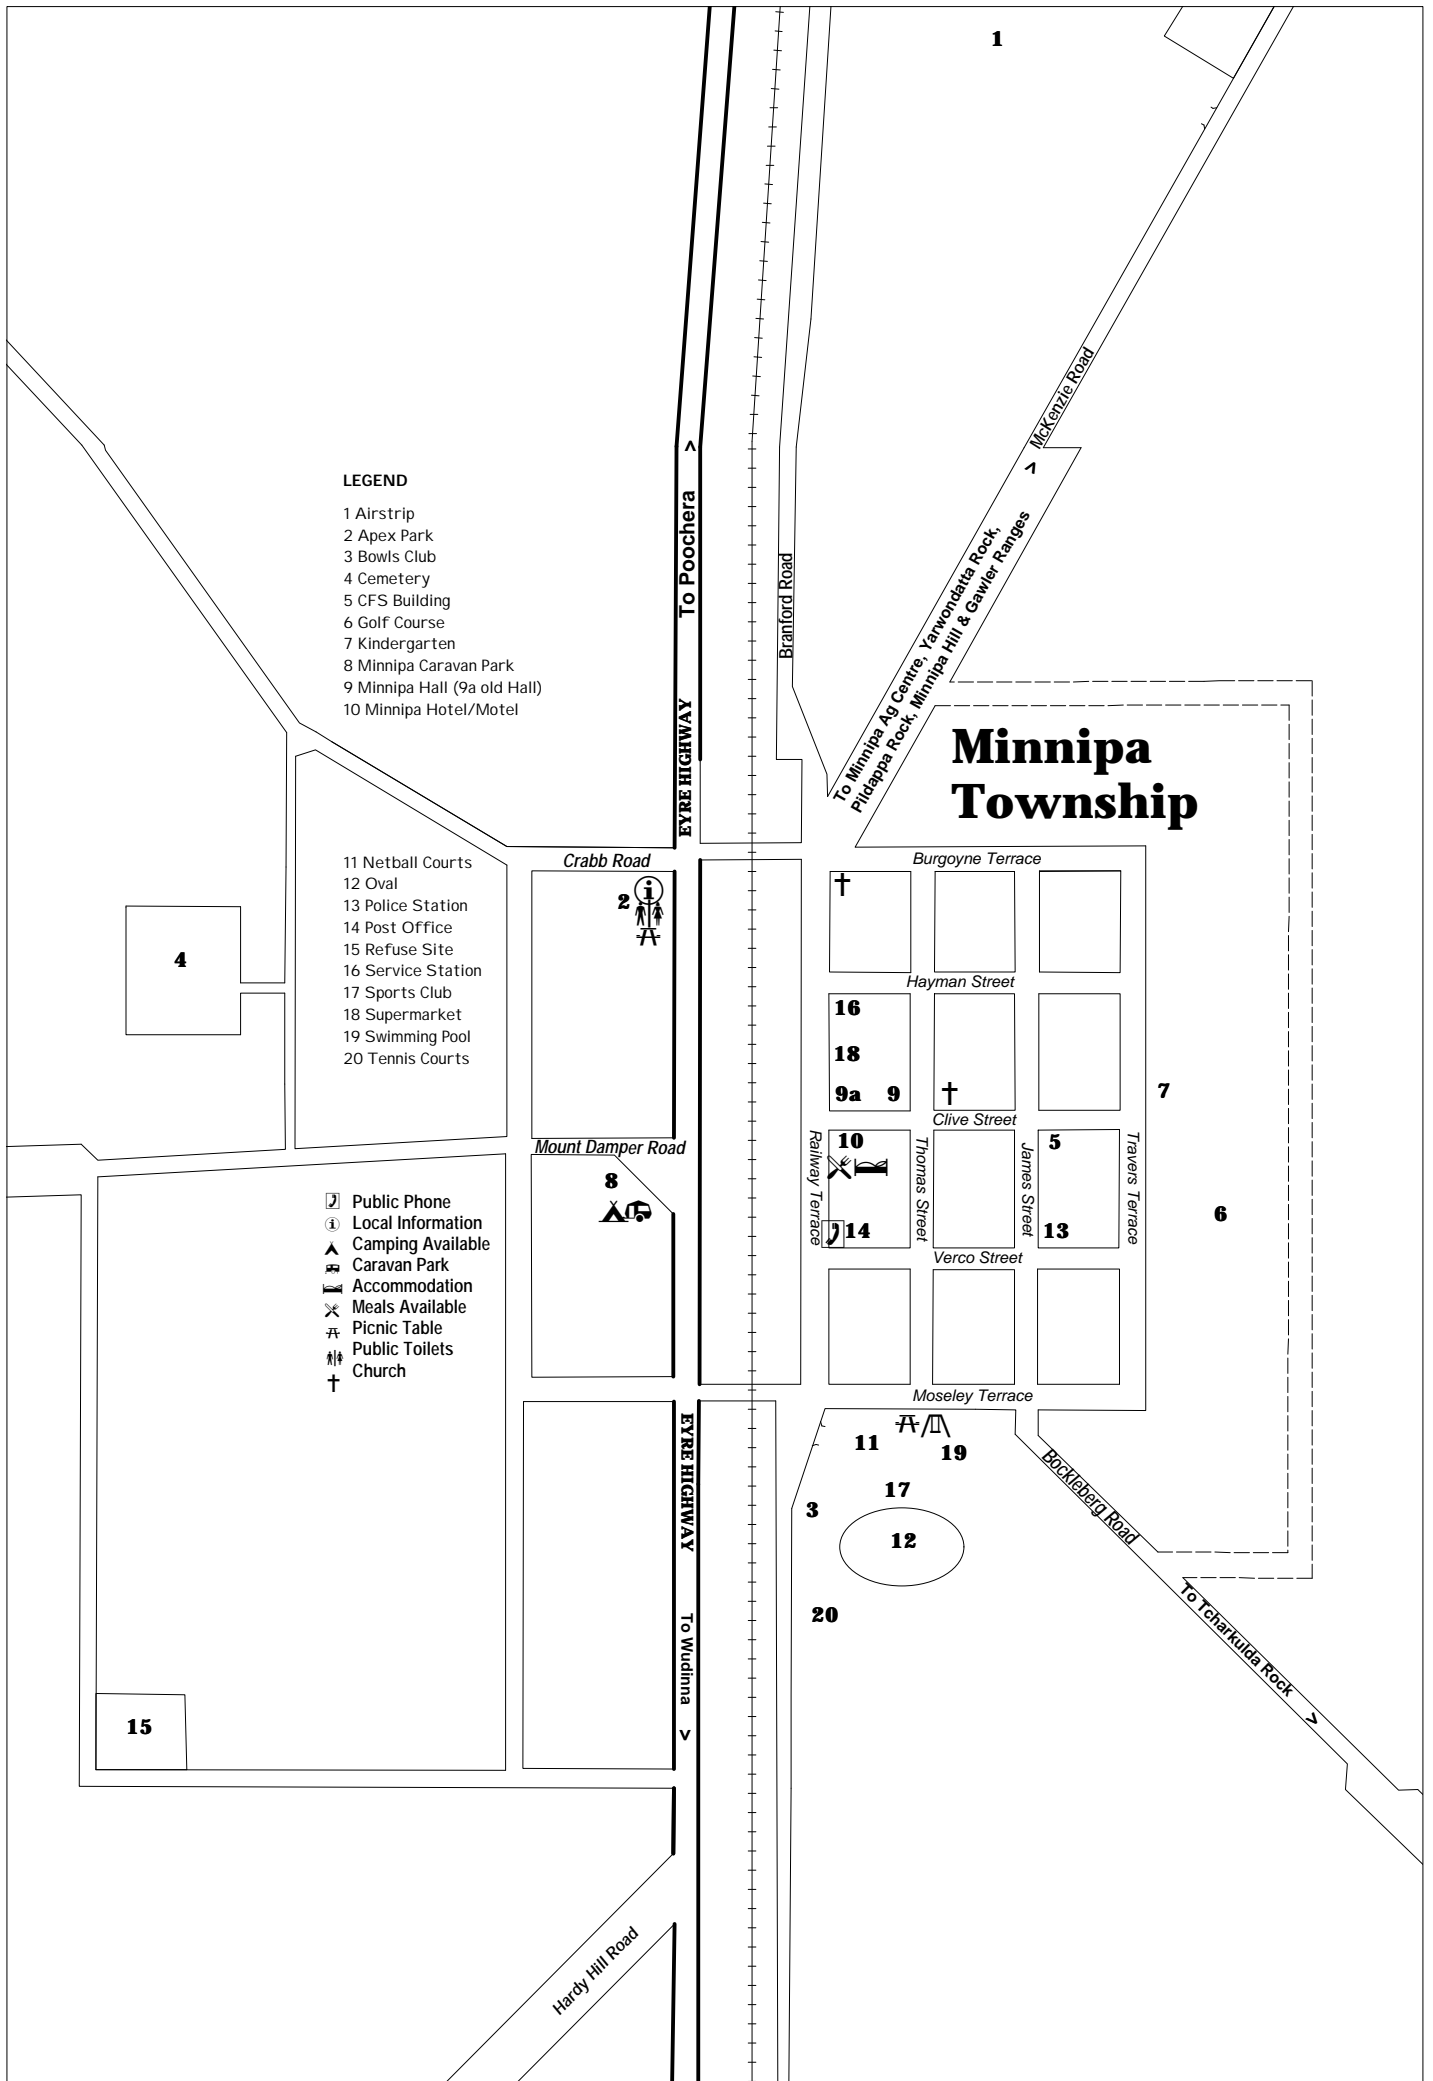 1
McKenzie Road
>
LEGEND
1 Airstrip
2 Apex Park
3 Bowls Club
4 Cemetery
5 CFS Building
6 Golf Course
7 Kindergarten
8 Minnipa Caravan Park
9 Minnipa Hall (9a old Hall)
10 Minnipa Hotel/Motel
EYRE HIGHWAY To Poochera >
Branford Road
To Minnipa Ag Centre, Yarwondatta Rock,
Pildappa Rock, Minnipa Hill & Gawler Ranges
Minnipa
Township
11 Netball Courts
12 Oval
13 Police Station
14 Post Office
15 Refuse Site
16 Service Station
17 Sports Club
18 Supermarket
19 Swimming Pool
20 Tennis Courts
Crabb Road
Burgoyne Terrace
i
2
4
Hayman Street
16
18
9a 9
7
Clive Street
Mount Damper Road
10
5
8
Railway Terrace
Thomas Street
James Street
Travers Terrace
6
14
13
Verco Street
Public Phone
i Local Information
Camping Available
Caravan Park
Accommodation
Meals Available
Picnic Table
Public Toilets
Church
Moseley Terrace
EYRE HIGHWAY To Wudinna >
11
19
17
3
12
20
Bockleberg Road
To Tcharkulda Rock >
15
Hardy Hill Road